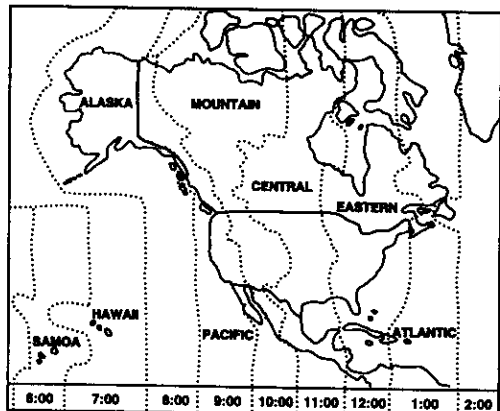 ALASKA
MOUNTAIN
CENTRAL
EASTERN
HAWAII
SAMOA
PACIFIC
ATLANTIC
6:00 7:00 8:00 9:00 10:00 11:00 12:00 1:00 2:00